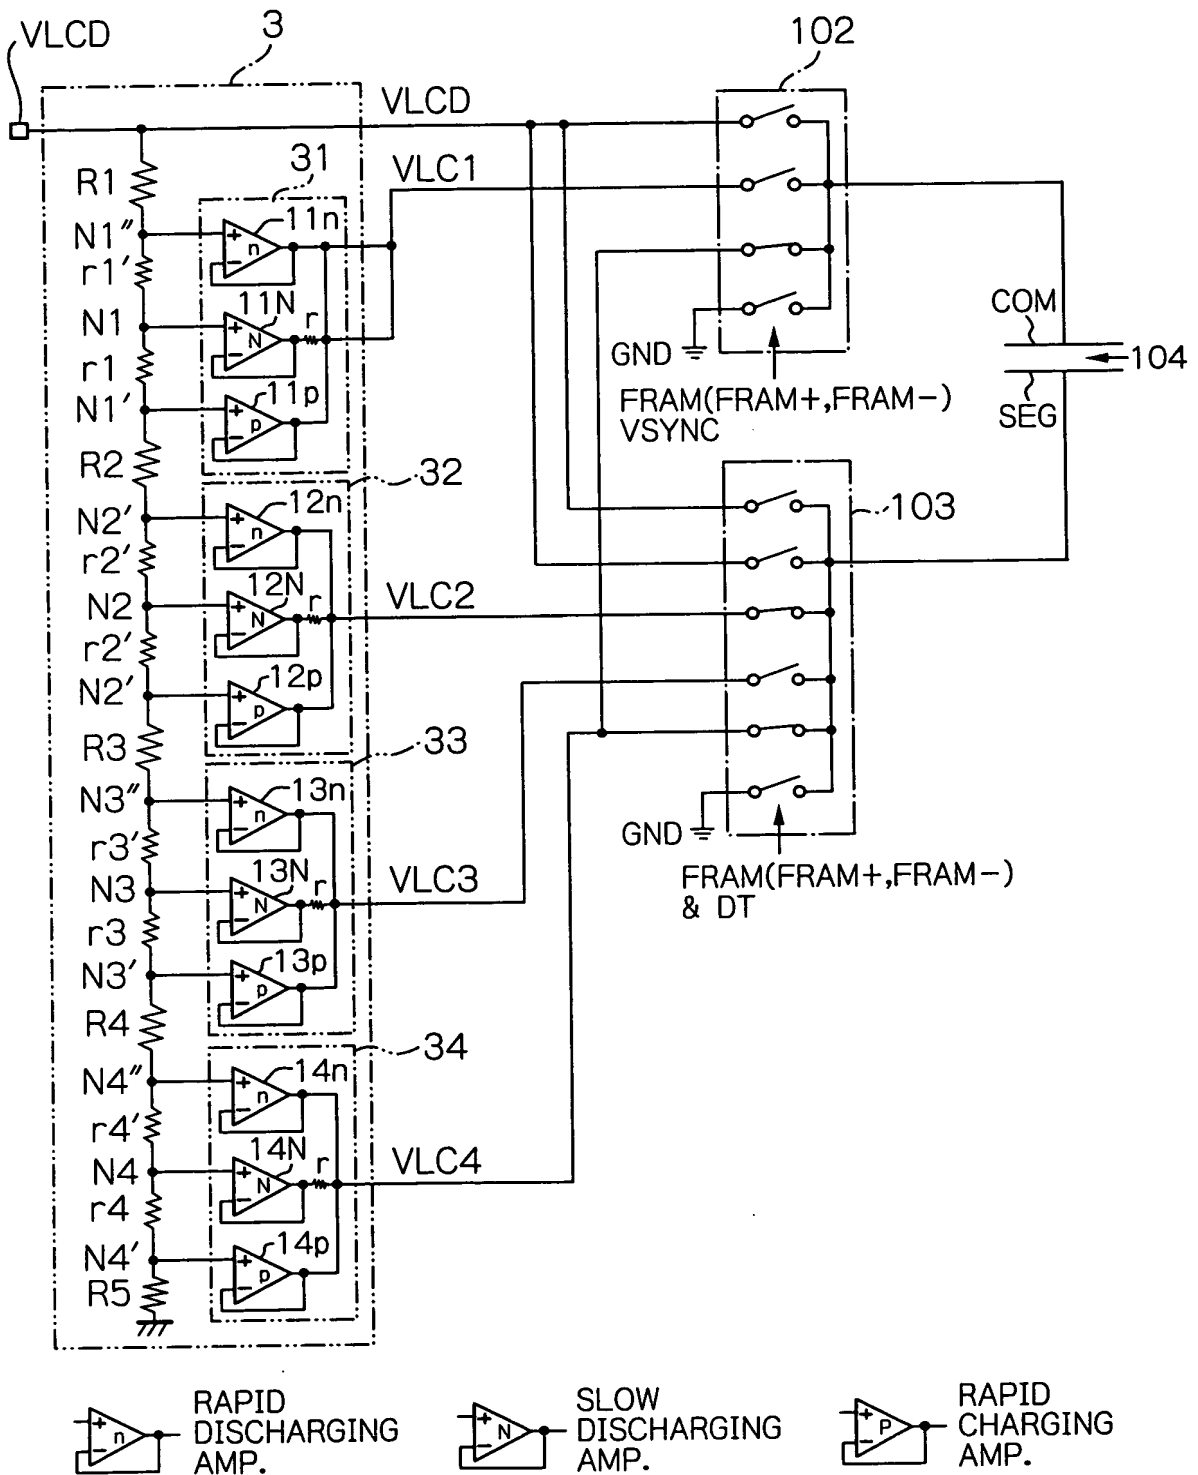 VLCD
3
102
VLCD
31
VLC1
R1
11n
N1″
n
r1′
11N
N1
N
r
COM
GND
104
r1
11p
FRAM(FRAM+,FRAM-)
SEG
N1′
p
VSYNC
R2
32
12n
103
N2′
n
r2′
12N
N2
N
r
VLC2
r2′
12p
N2′
p
R3
33
13n
N3″
n
GND
r3′
13N
FRAM(FRAM+,FRAM-)
N3
N
r
VLC3
& DT
r3
13p
N3′
p
R4
34
14n
N4″
n
r4′
14N
N4
N
r
VLC4
r4
14p
N4′
p
R5
n
RAPID
DISCHARGING
AMP.
N
SLOW
DISCHARGING
AMP.
P
RAPID
CHARGING
AMP.